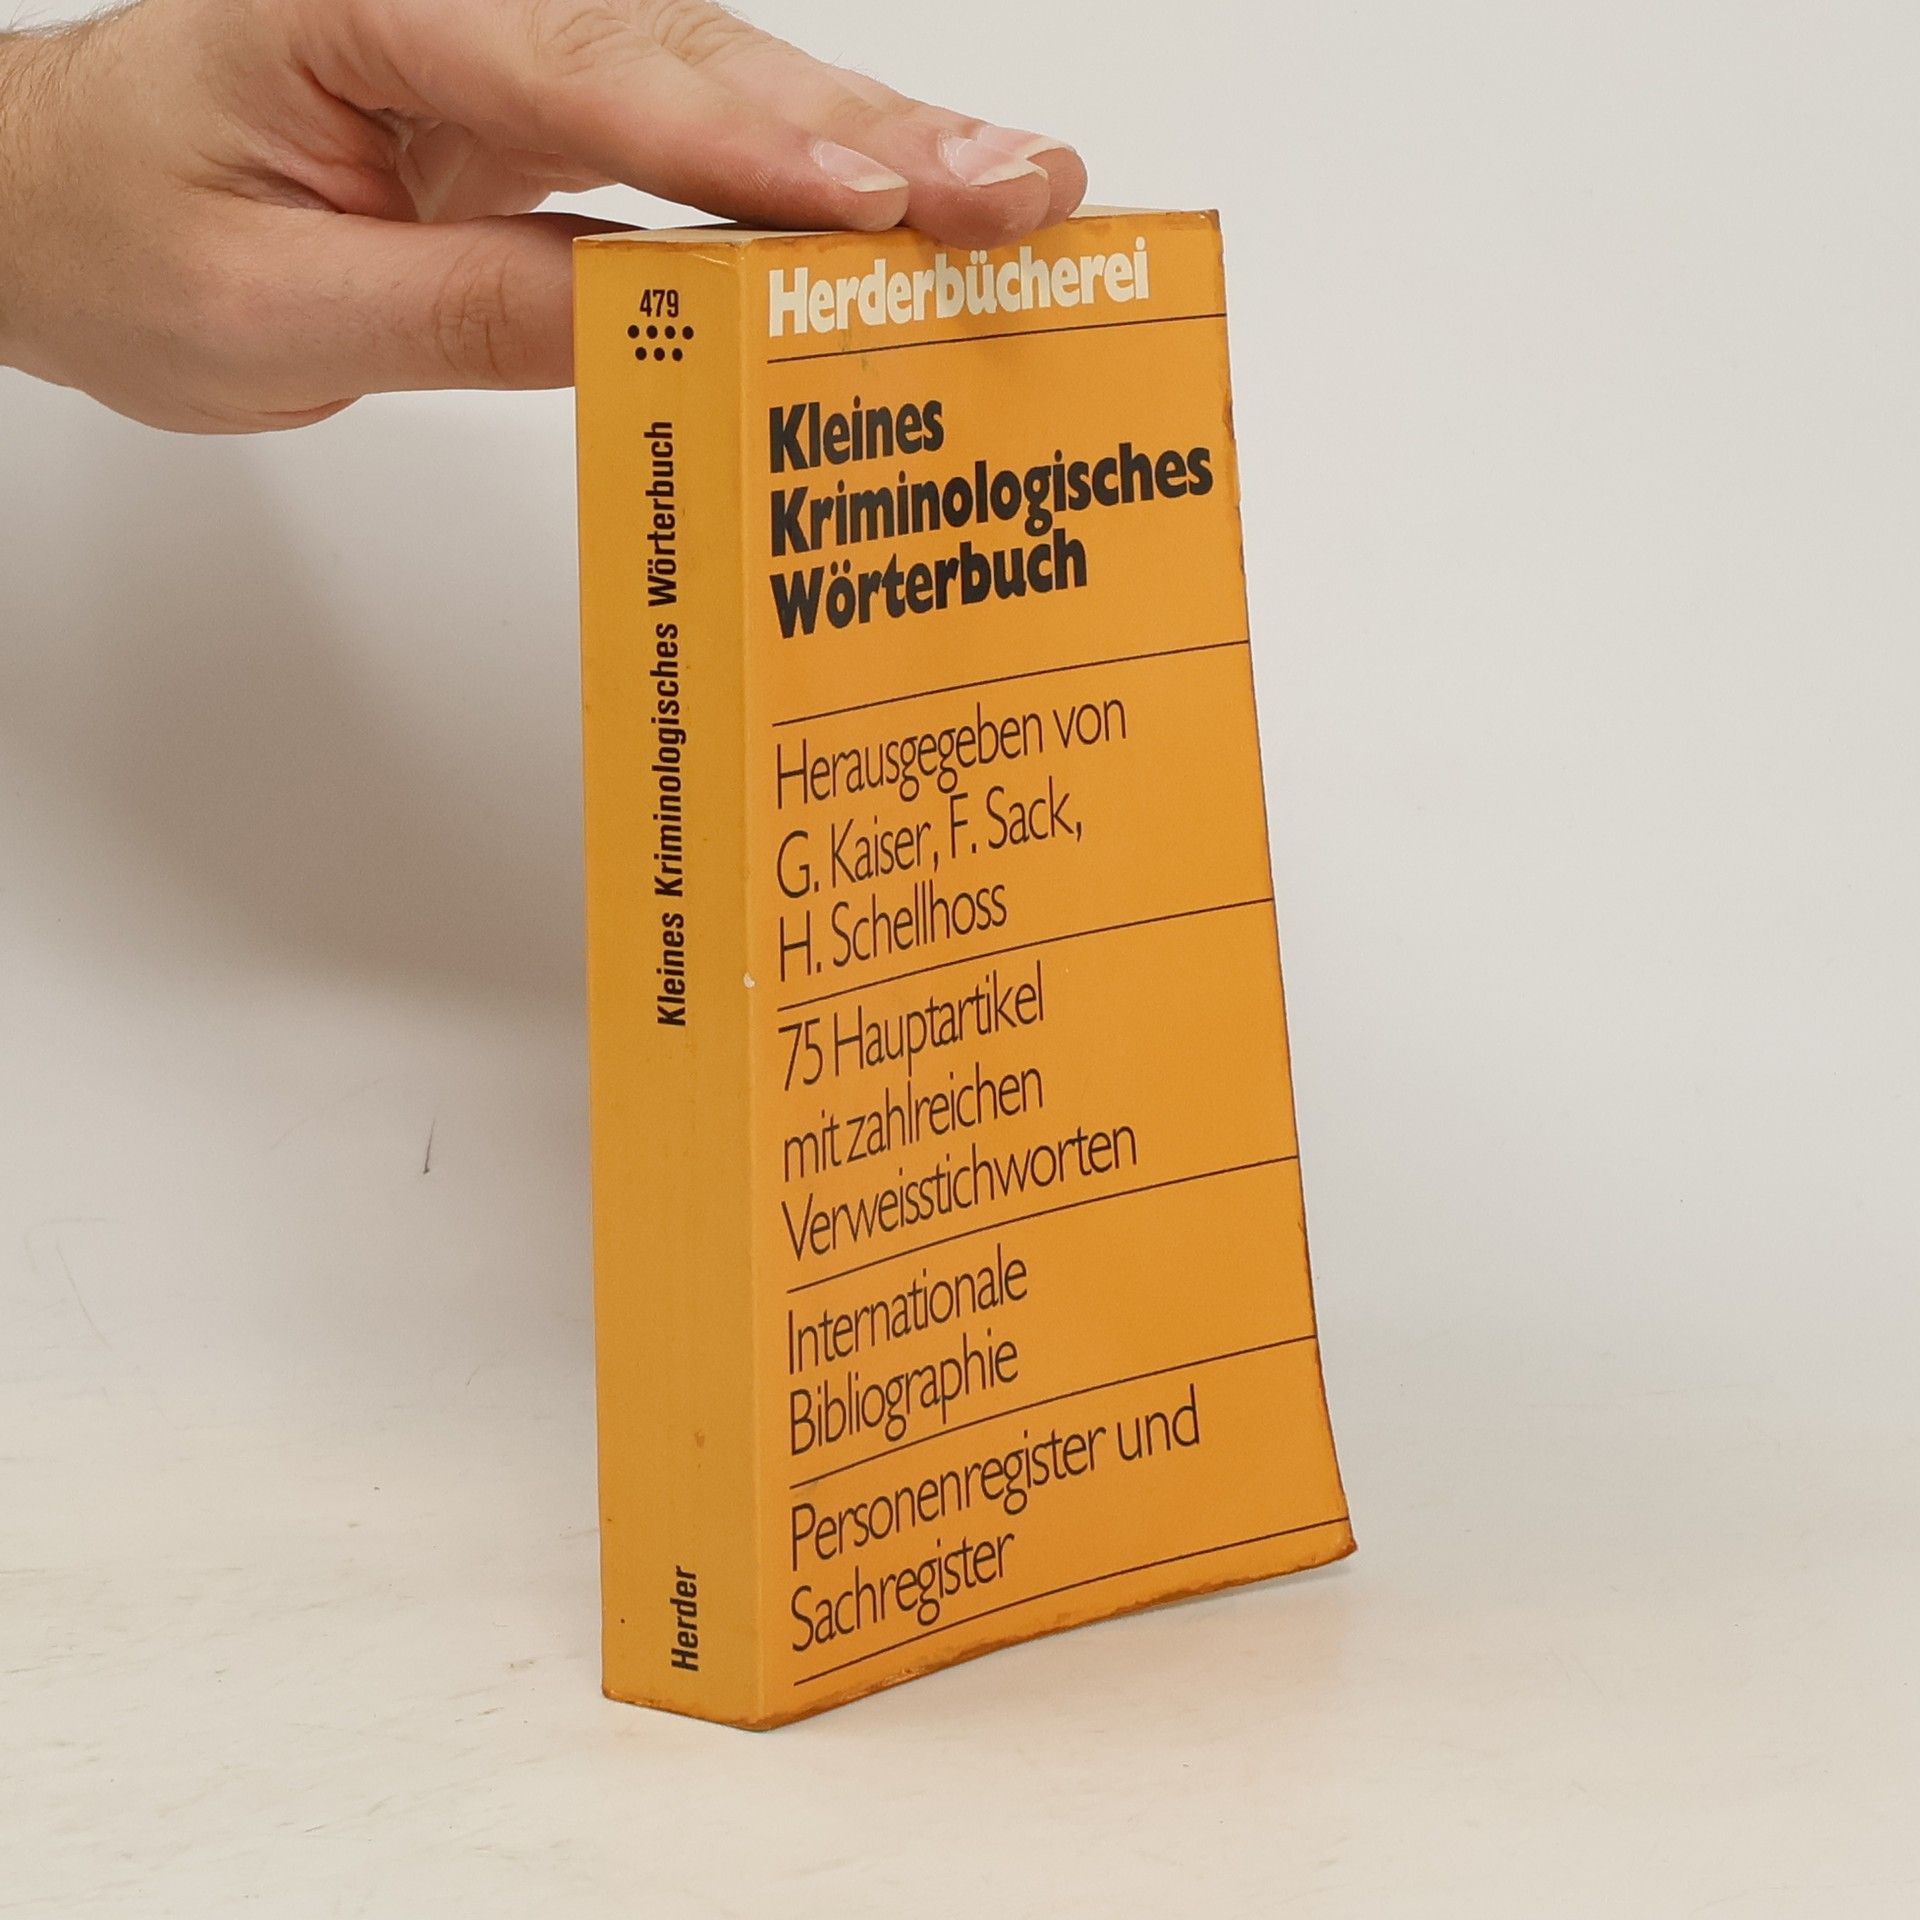 479
Kleines Kriminologisches Wörterbuch
Herder
Herderbücherei
Kleines
Kriminologisches
Wörterbuch
Herausgegeben von
G. Kaiser, F. Sack,
H. Schellhoss
75 Hauptartikel
mit zahlreichen
Verweisstichworten
Internationale
Bibliographie
Personenregister und
Sachregister